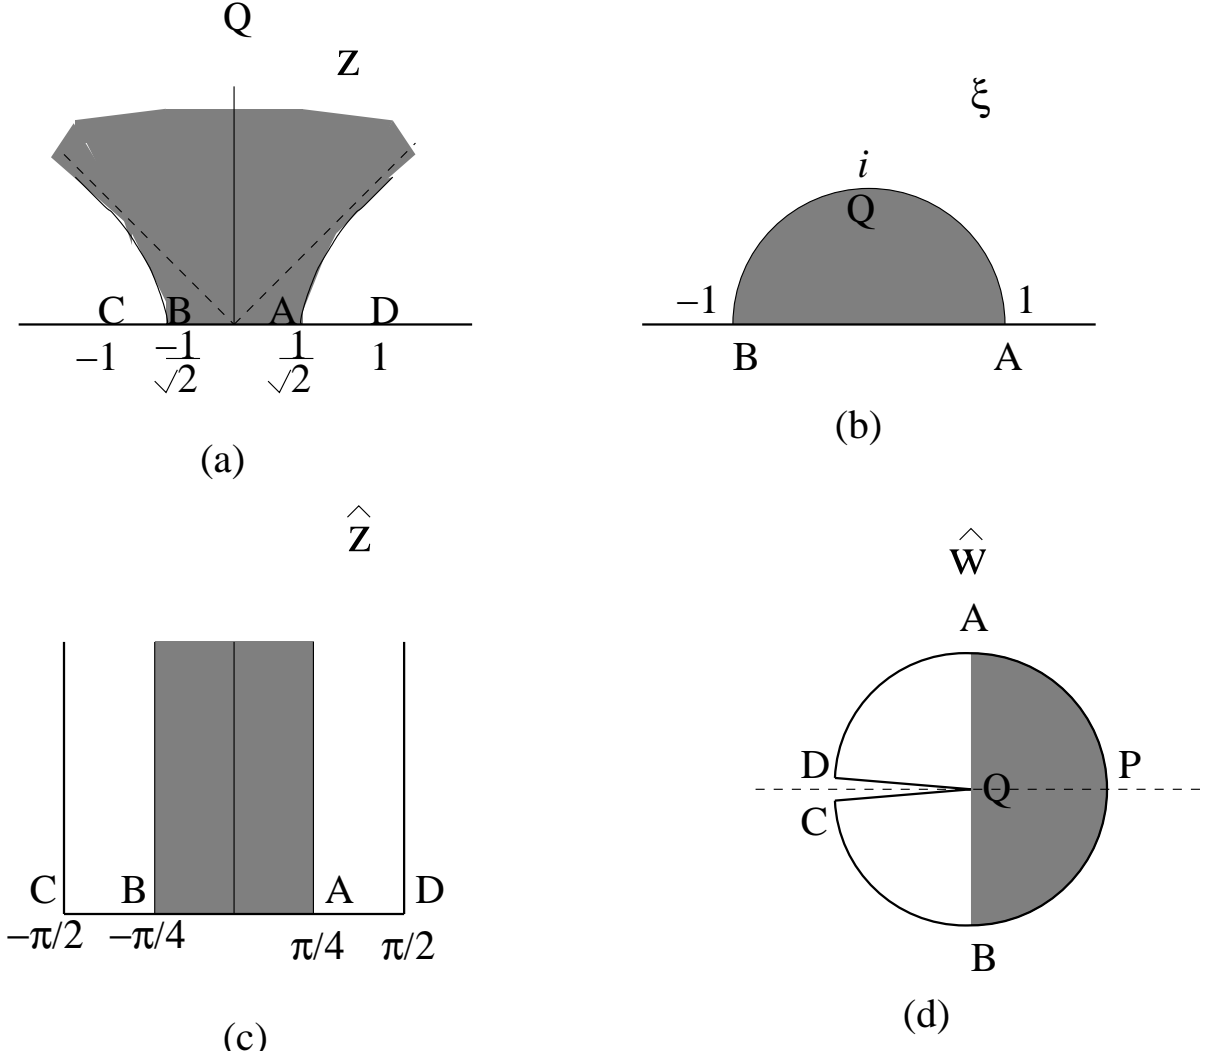 Q
z
C B A D
−1 −1/√2 1/√2 1
(a)
ξ
i
Q
−1 1
B A
(b)
ẑ
C B A D
−π/2 −π/4 π/4 π/2
(c)
ŵ
A
D Q P
C
B
(d)